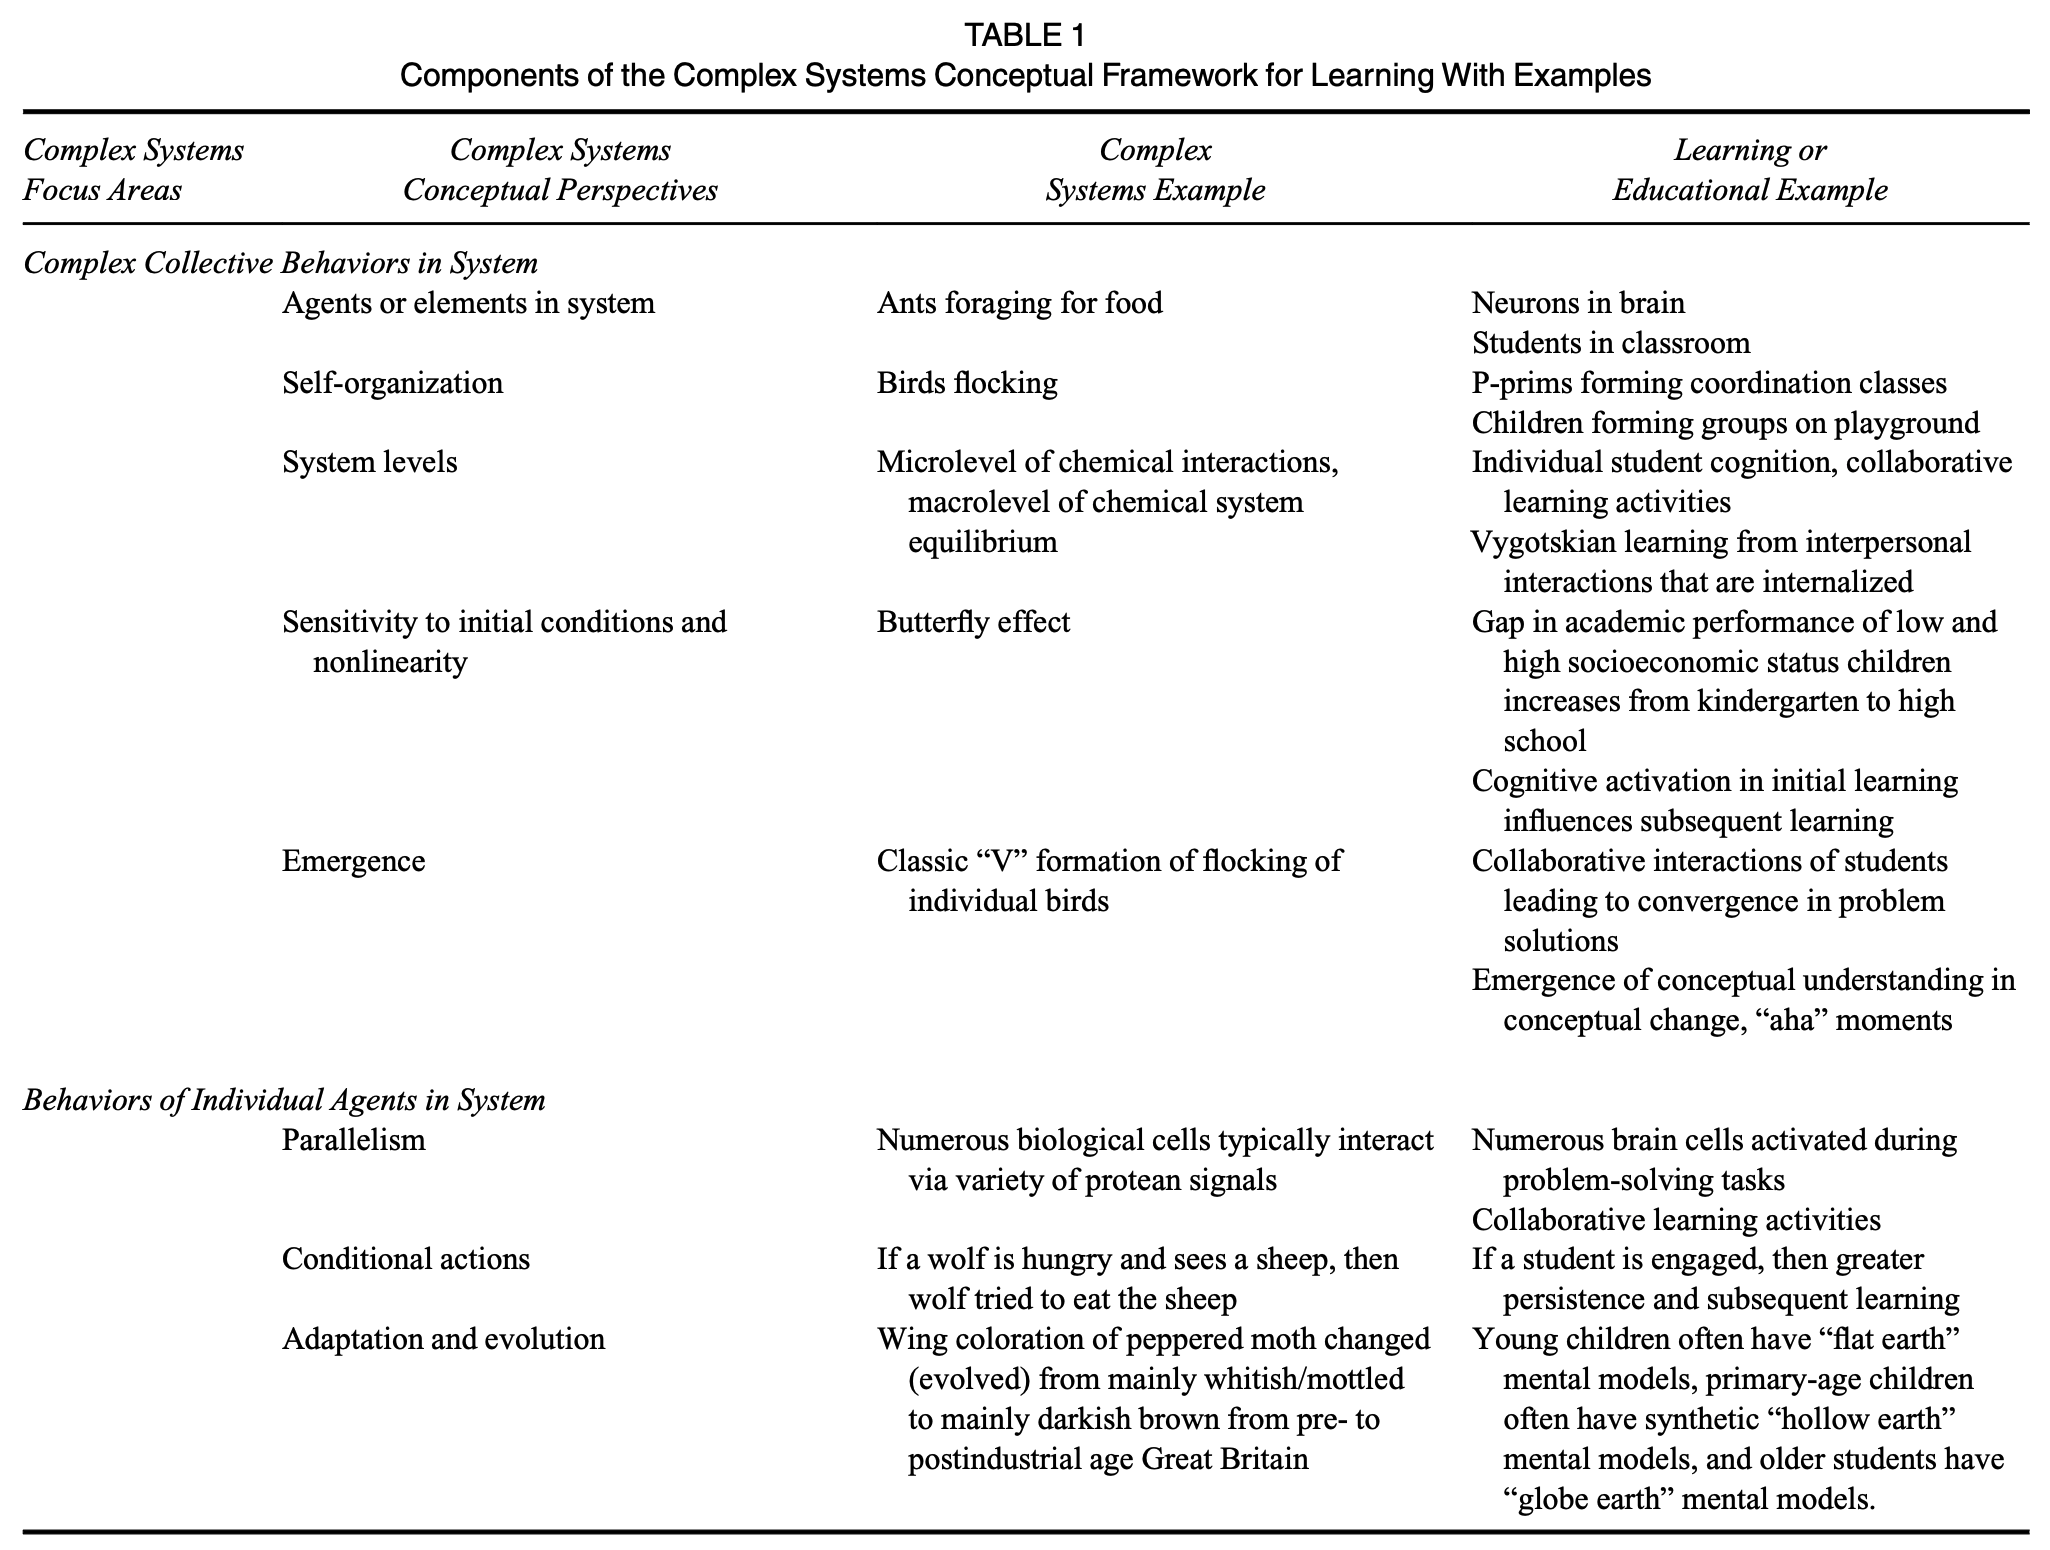 TABLE 1
Components of the Complex Systems Conceptual Framework for Learning With Examples
Complex Systems Focus Areas
Complex Systems Conceptual Perspectives
Complex Systems Example
Learning or Educational Example
Complex Collective Behaviors in System
Agents or elements in system
Ants foraging for food
Neurons in brain
Students in classroom
Self-organization
Birds flocking
P-prims forming coordination classes
Children forming groups on playground
System levels
Microlevel of chemical interactions,
macrolevel of chemical system
equilibrium
Individual student cognition, collaborative
learning activities
Vygotskian learning from interpersonal
interactions that are internalized
Sensitivity to initial conditions and
nonlinearity
Butterfly effect
Gap in academic performance of low and
high socioeconomic status children
increases from kindergarten to high
school
Cognitive activation in initial learning
influences subsequent learning
Emergence
Classic “V” formation of flocking of
individual birds
Collaborative interactions of students
leading to convergence in problem
solutions
Emergence of conceptual understanding in
conceptual change, “aha” moments
Behaviors of Individual Agents in System
Parallelism
Numerous biological cells typically interact
via variety of protean signals
Numerous brain cells activated during
problem-solving tasks
Collaborative learning activities
Conditional actions
If a wolf is hungry and sees a sheep, then
wolf tried to eat the sheep
If a student is engaged, then greater
persistence and subsequent learning
Adaptation and evolution
Wing coloration of peppered moth changed
(evolved) from mainly whitish/mottled
to mainly darkish brown from pre- to
postindustrial age Great Britain
Young children often have “flat earth”
mental models, primary-age children
often have synthetic “hollow earth”
mental models, and older students have
“globe earth” mental models.